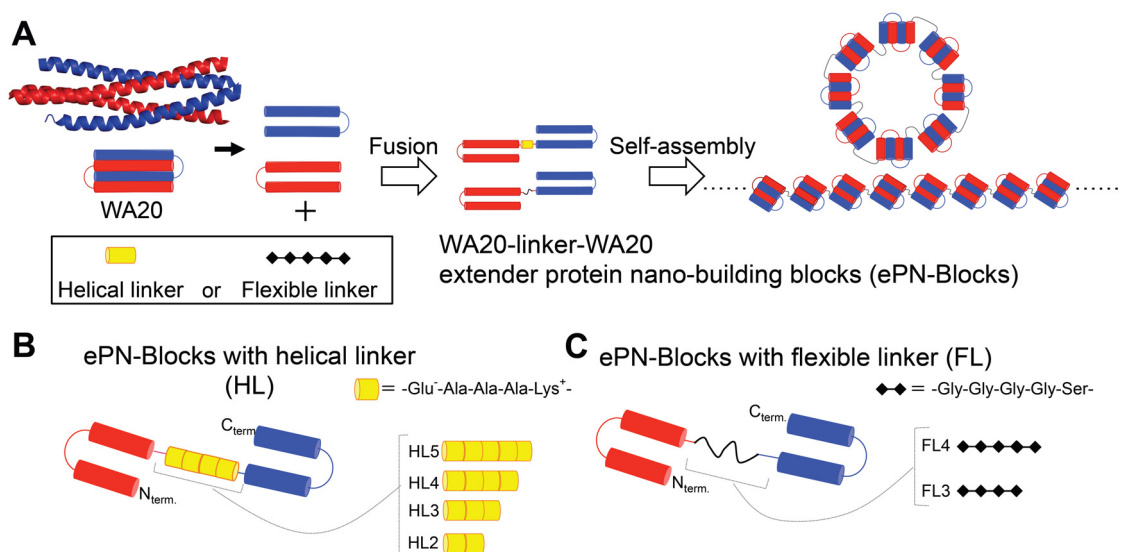 A
Fusion
Self-assembly
WA20
+
Helical linker or Flexible linker
WA20-linker-WA20
extender protein nano-building blocks (ePN-Blocks)
B
ePN-Blocks with helical linker
(HL)
= -Glu⁻-Ala-Ala-Ala-Lys⁺-
Cterm.
Nterm.
HL5
HL4
HL3
HL2
C
ePN-Blocks with flexible linker (FL)
= -Gly-Gly-Gly-Gly-Ser-
Cterm.
Nterm.
FL4
FL3